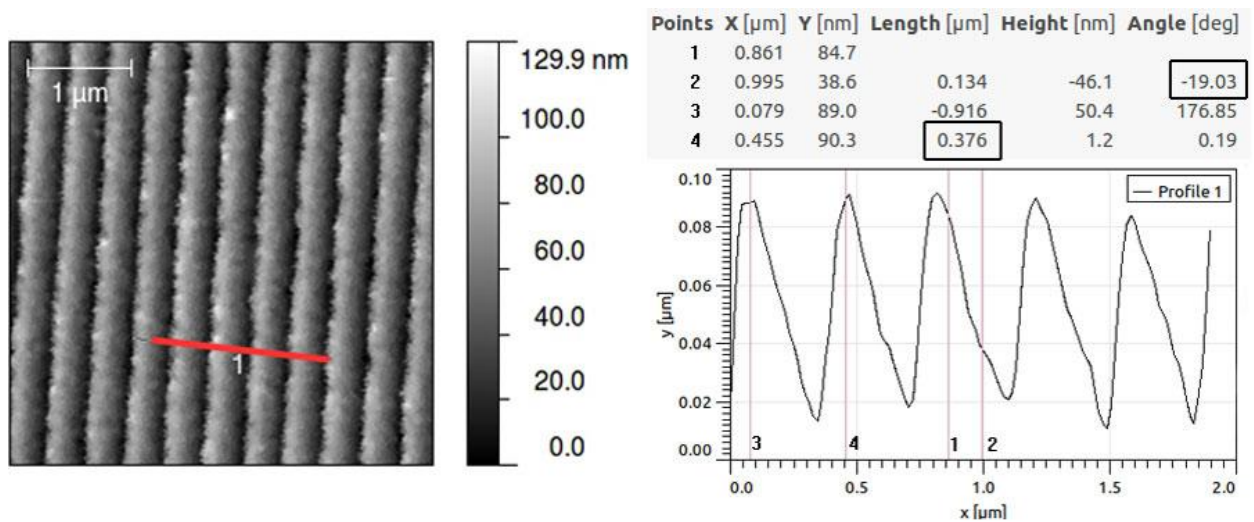 1 μm
1
129.9 nm
100.0
80.0
60.0
40.0
20.0
0.0
Points X [μm] Y [nm] Length [μm] Height [nm] Angle [deg]
1 0.861 84.7
2 0.995 38.6 0.134 -46.1 -19.03
3 0.079 89.0 -0.916 50.4 176.85
4 0.455 90.3 0.376 1.2 0.19
Profile 1
y [μm]
0.10
0.08
0.06
0.04
0.02
0.00
3 4 1 2
0.0 0.5 1.0 1.5 2.0
x [μm]